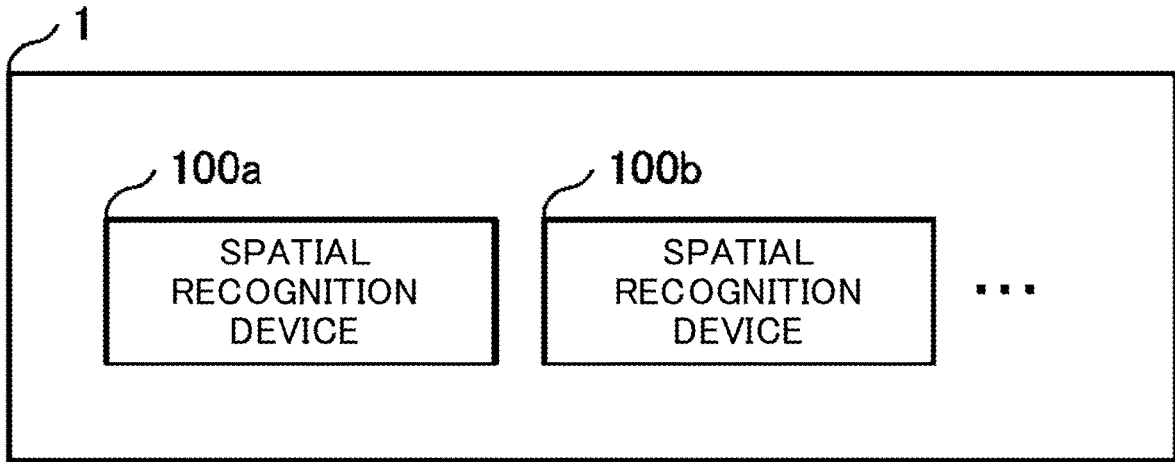 1
100a
100b
SPATIAL
RECOGNITION
DEVICE
SPATIAL
RECOGNITION
DEVICE
...